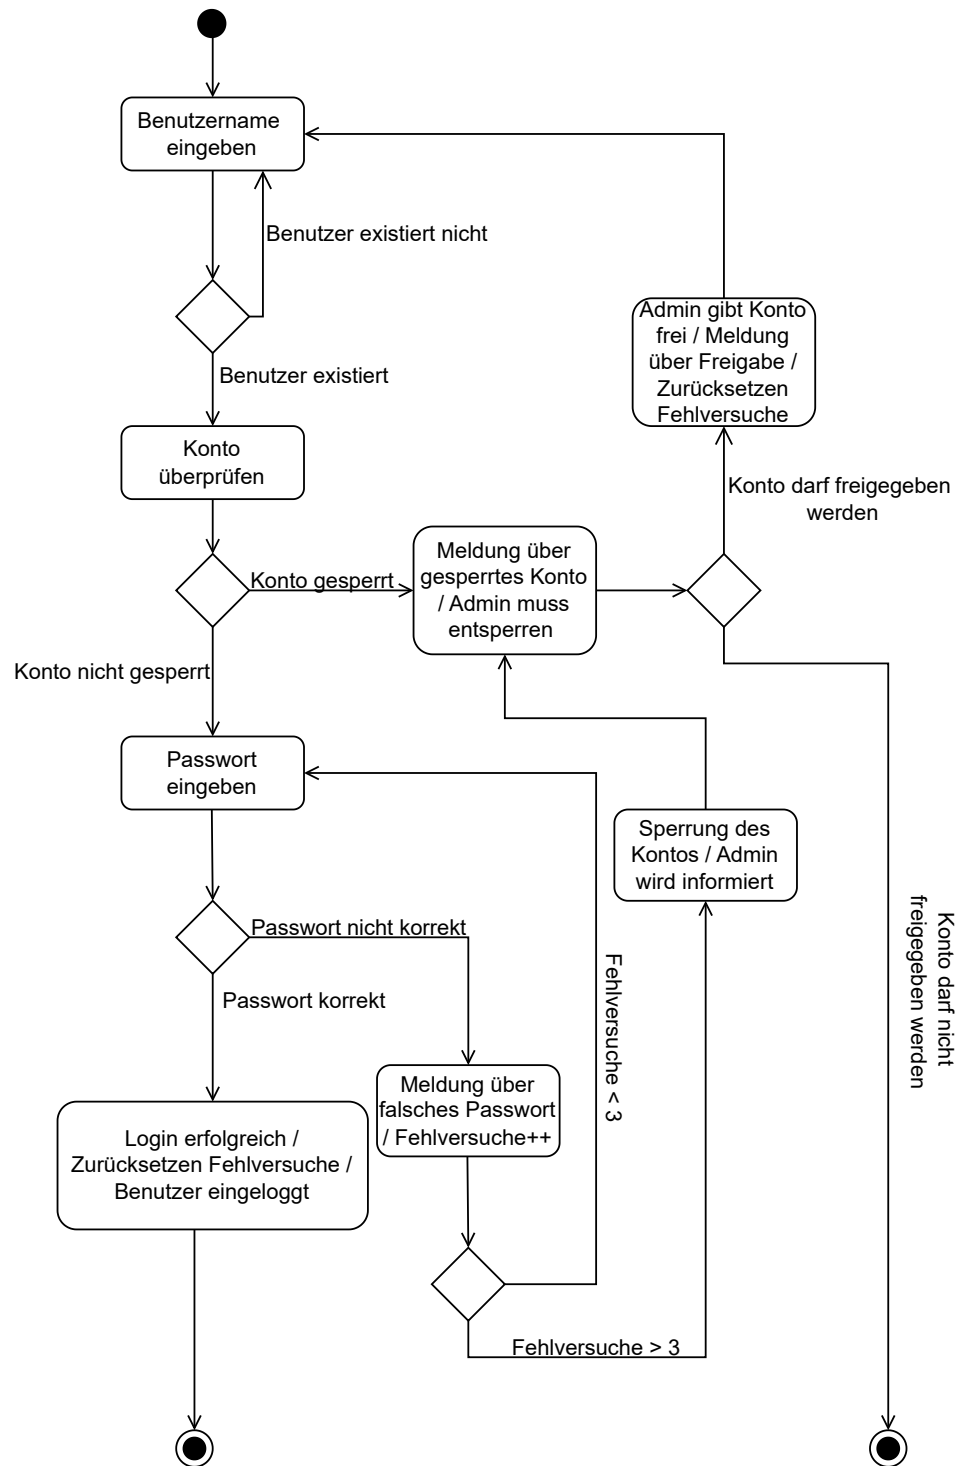 Benutzername
eingeben
Benutzer existiert nicht
Admin gibt Konto
frei / Meldung
über Freigabe /
Zurücksetzen
Fehlversuche
Benutzer existiert
Konto
überprüfen
Konto darf freigegeben
werden
Meldung über
gesperrtes Konto
/ Admin muss
entsperren
Konto gesperrt
Konto nicht gesperrt
Passwort
eingeben
Sperrung des
Kontos / Admin
wird informiert
Passwort nicht korrekt
Konto darf nicht
freigegeben werden
Fehlversuche < 3
Passwort korrekt
Meldung über
falsches Passwort
/ Fehlversuche++
Login erfolgreich /
Zurücksetzen Fehlversuche /
Benutzer eingeloggt
Fehlversuche > 3